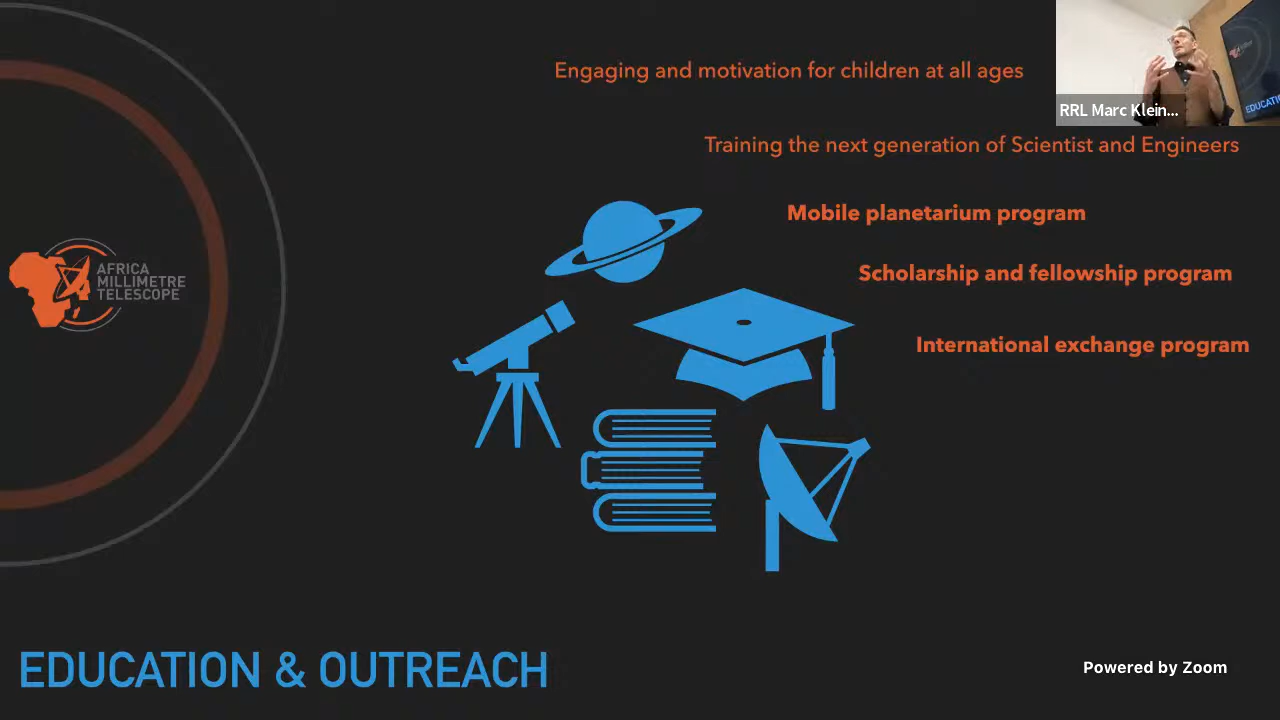 Engaging and motivation for children at all ages
RRL Marc Klein...
Training the next generation of Scientist and Engineers
Mobile planetarium program
Scholarship and fellowship program
AFRICA
MILLIMETRE
TELESCOPE
International exchange program
EDUCATION & OUTREACH
Powered by Zoom